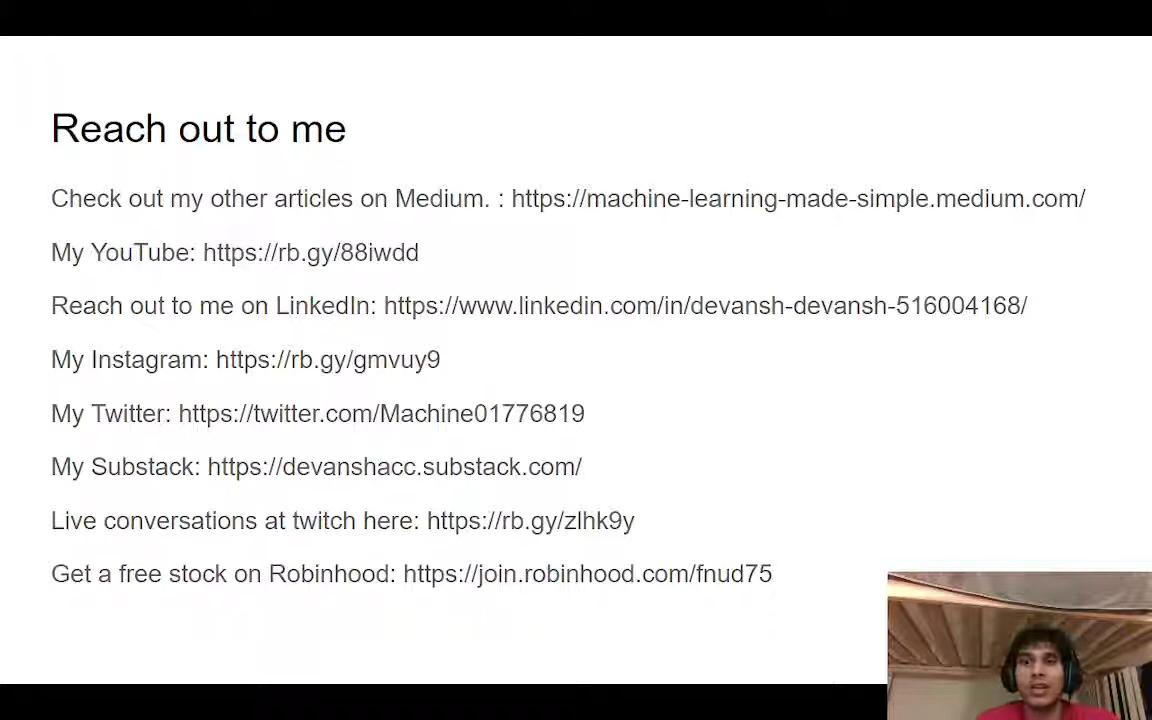 Reach out to me
Check out my other articles on Medium. : https://machine-learning-made-simple.medium.com/
My YouTube: https://rb.gy/88iwdd
Reach out to me on LinkedIn: https://www.linkedin.com/in/devansh-devansh-516004168/
My Instagram: https://rb.gy/gmvuy9
My Twitter: https://twitter.com/Machine01776819
My Substack: https://devanshacc.substack.com/
Live conversations at twitch here: https://rb.gy/zlhk9y
Get a free stock on Robinhood: https://join.robinhood.com/fnud75